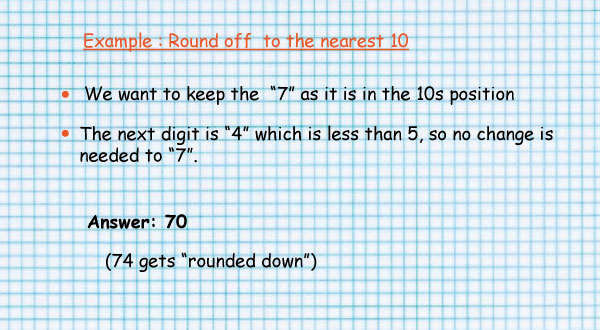 Example : Round off to the nearest 10
• We want to keep the “7” as it is in the 10s position
• The next digit is “4” which is less than 5, so no change is
needed to “7”.
Answer: 70
(74 gets “rounded down”)